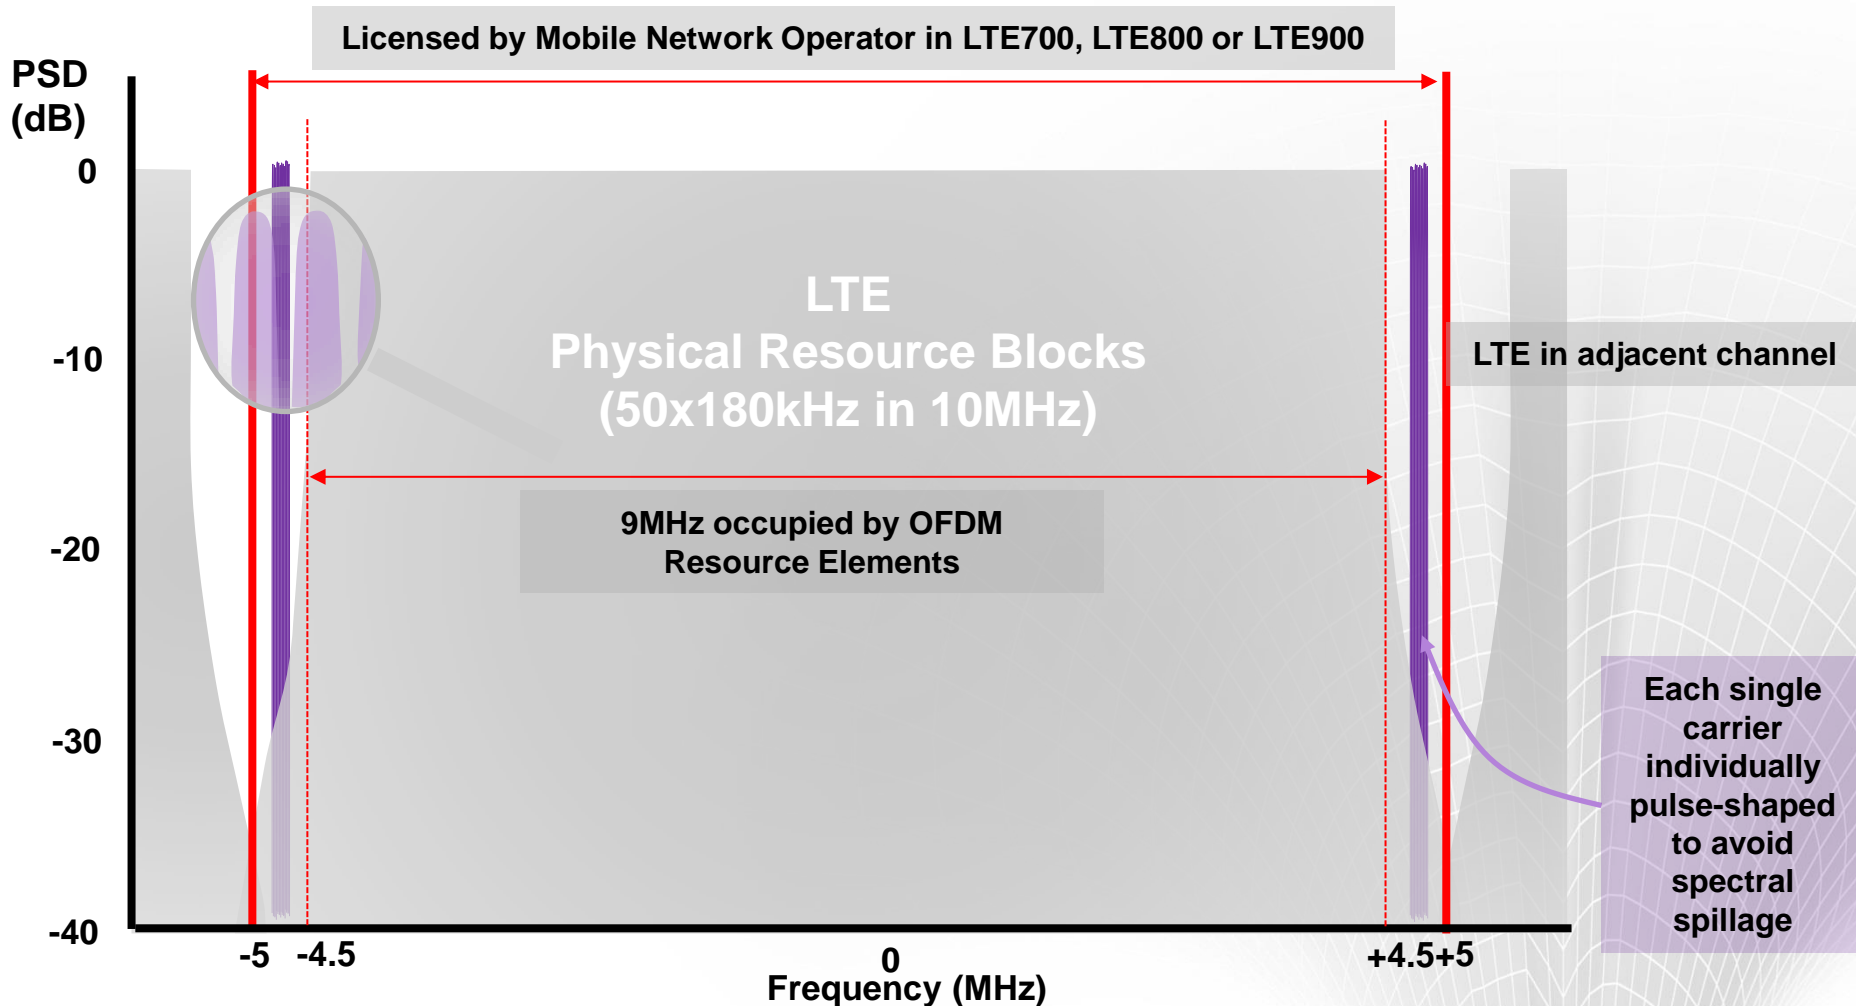 Licensed by Mobile Network Operator in LTE700, LTE800 or LTE900
PSD
(dB)
0
-10
-20
-30
-40
LTE
Physical Resource Blocks
(50x180kHz in 10MHz)
LTE in adjacent channel
9MHz occupied by OFDM
Resource Elements
Each single
carrier
individually
pulse-shaped
to avoid
spectral
spillage
-5 -4.5 0 +4.5 +5
Frequency (MHz)